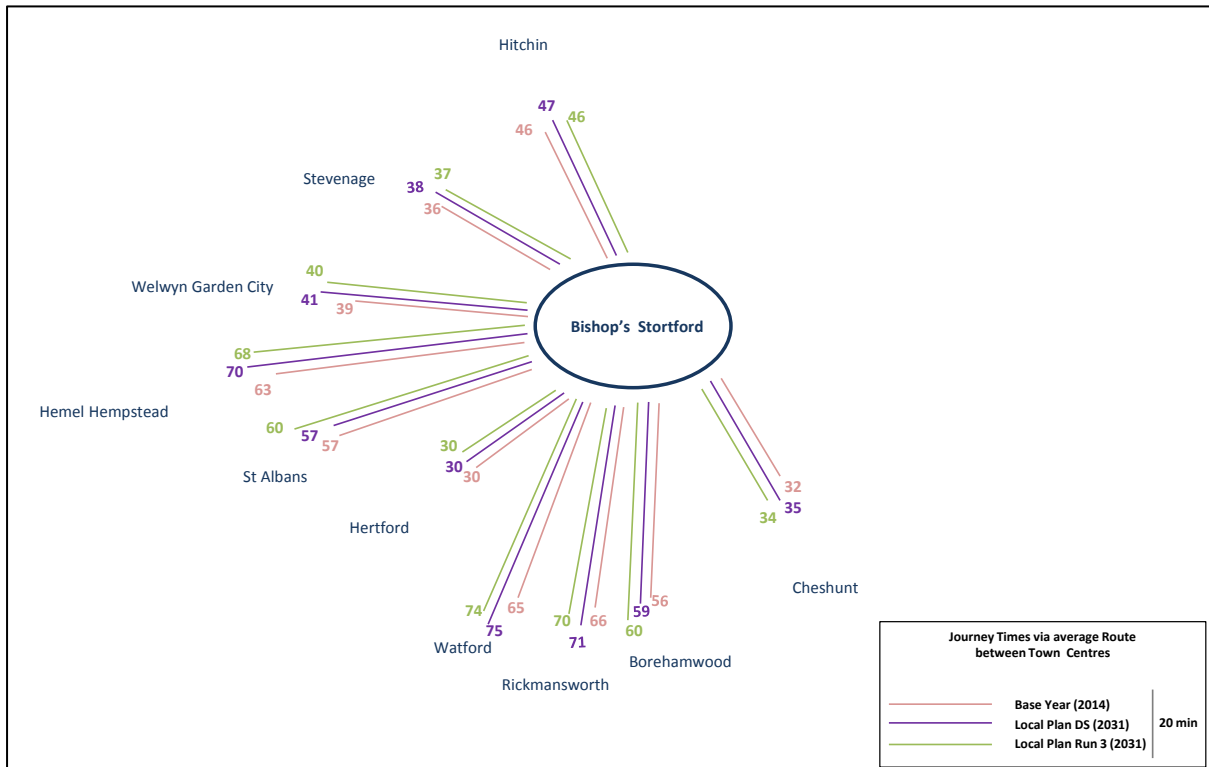 Hitchin
47
46
46
Stevenage
37
38
36
Welwyn Garden City
40
41
39
Bishop's  Stortford
68
70
63
Hemel Hempstead
60
57
57
St Albans
30
30
30
Hertford
32
35
34
Cheshunt
74
75
65
Watford
70
71
66
Rickmansworth
60
59
56
Borehamwood
Journey Times via average Route
between Town  Centres
Base Year (2014)
Local Plan DS (2031)
Local Plan Run 3 (2031)
20 min